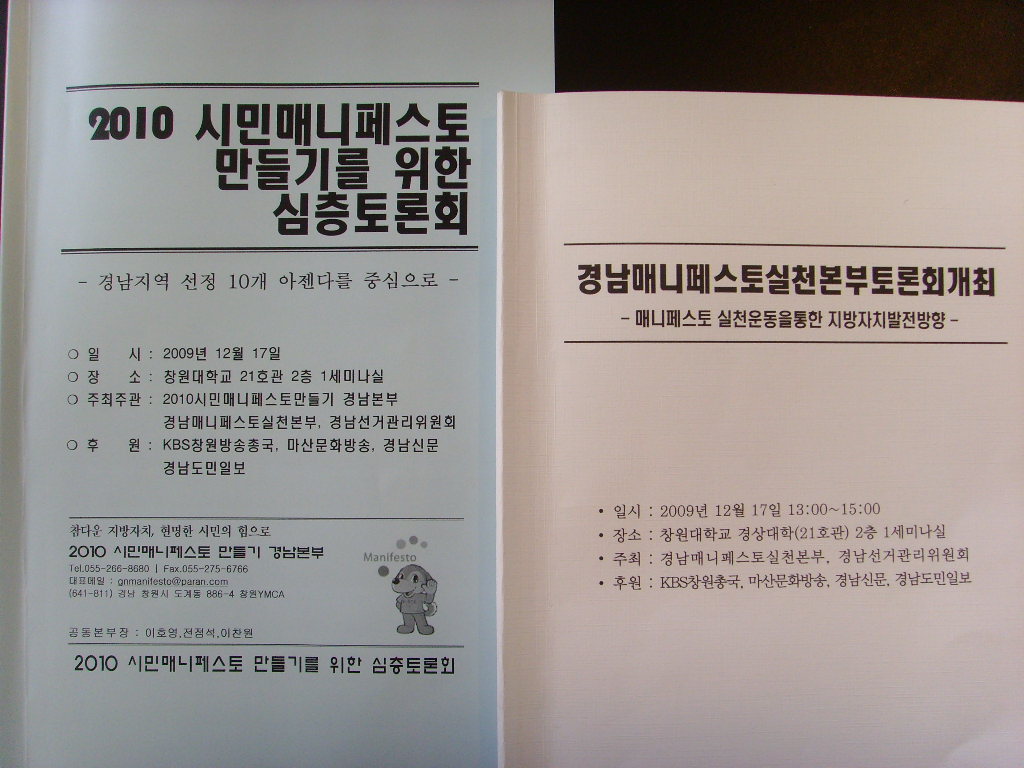 2010 시민매니페스토
만들기를 위한
심층토론회
- 경남지역 선정 10개 아젠다를 중심으로 -
❍ 일 시 : 2009년 12월 17일
❍ 장 소 : 창원대학교 21호관 2층 1세미나실
❍ 주최주관 : 2010시민매니페스토만들기 경남본부
경남매니페스토실천본부, 경남선거관리위원회
❍ 후 원 : KBS창원방송총국, 마산문화방송, 경남신문
경남도민일보
참다운 지방자치, 현명한 시민의 힘으로
2010 시민매니페스토 만들기 경남본부
Tel.055-266-8680 | Fax.055-275-6766
대표메일 : gnmanifesto@paran.com
(641-811) 경남 창원시 도계동 886-4 창원YMCA
Manifesto
공동본부장 : 이호영,전점석,이찬원
2010 시민매니페스토 만들기를 위한 심층토론회
경남매니페스토실천본부토론회개최
- 매니페스토 실천운동을통한 지방자치발전방향 -
• 일시 : 2009년 12월 17일 13:00~15:00
• 장소 : 창원대학교 경상대학(21호관) 2층 1세미나실
• 주최 : 경남매니페스토실천본부, 경남선거관리위원회
• 후원 : KBS창원총국, 마산문화방송, 경남신문, 경남도민일보